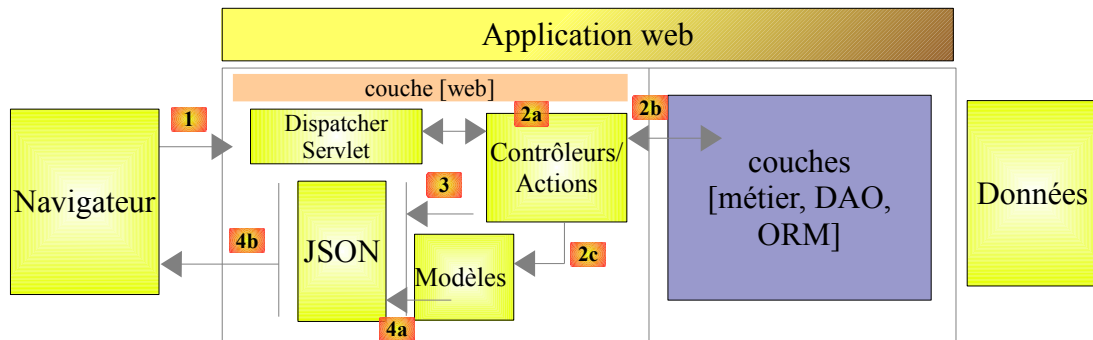 Application web
couche [web]
1
Dispatcher
Servlet
2a
2b
Contrôleurs/
Actions
couches
[métier, DAO,
ORM]
Navigateur
Données
3
4b
JSON
2c
Modèles
4a